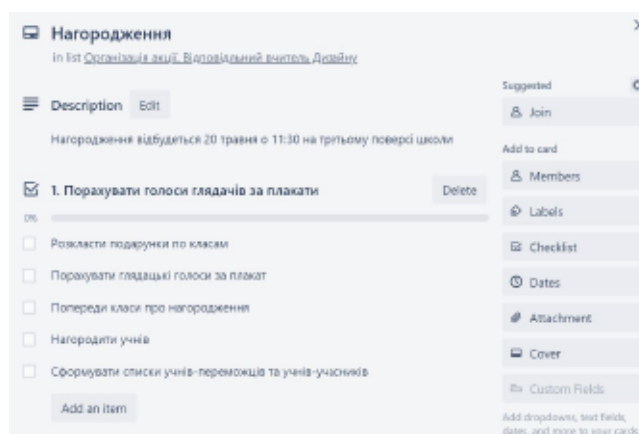 Нагородження
in list Організація акції. Відповідальний вчитель Дизайну
Description Edit
Нагородження відбудеться 20 травня о 11:30 на третьому поверсі школи
1. Порахувати голоси глядачів за плакати Delete
0%
Розкласти подарунки по класам
Порахувати глядацькі голоси за плакат
Попереди класи про нагородження
Нагородити учнів
Сформувати списки учнів-переможців та учнів-учасників
Add an item
Suggested
Join
Add to card
Members
Labels
Checklist
Dates
Attachment
Cover
Custom Fields
Add dropdowns, text fields,
dates, and more to your cards